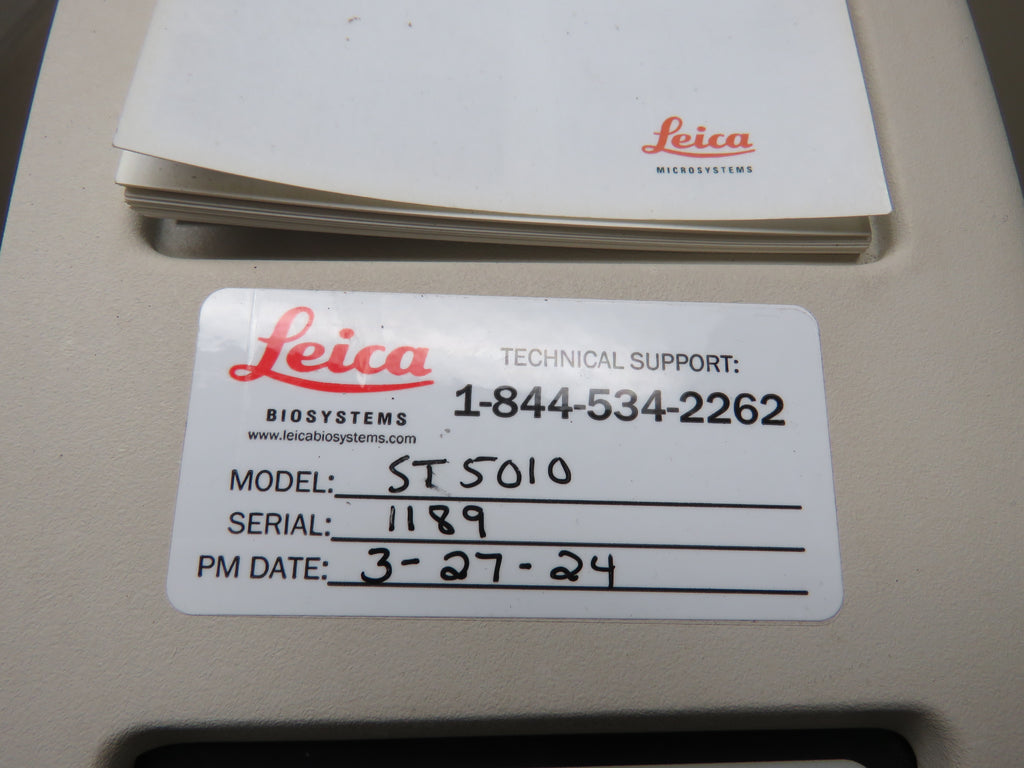 Leica
MICROSYSTEMS
Leica
BIOSYSTEMS
www.leicabiosystems.com
TECHNICAL SUPPORT:
1-844-534-2262
MODEL: ST5010
SERIAL: 1189
PM DATE: 3-27-24